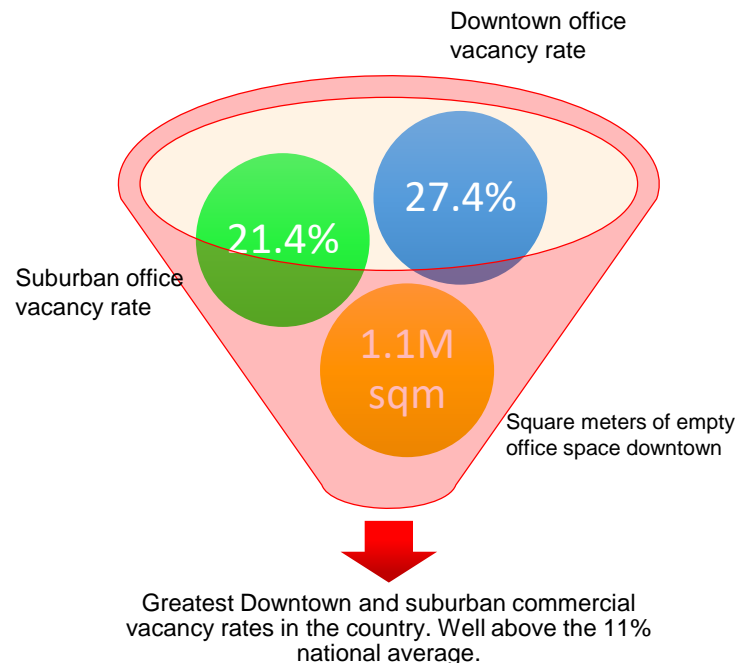 Downtown office
vacancy rate
27.4%
21.4%
Suburban office
vacancy rate
1.1M
sqm
Square meters of empty
office space downtown
Greatest Downtown and suburban commercial
vacancy rates in the country. Well above the 11%
national average.